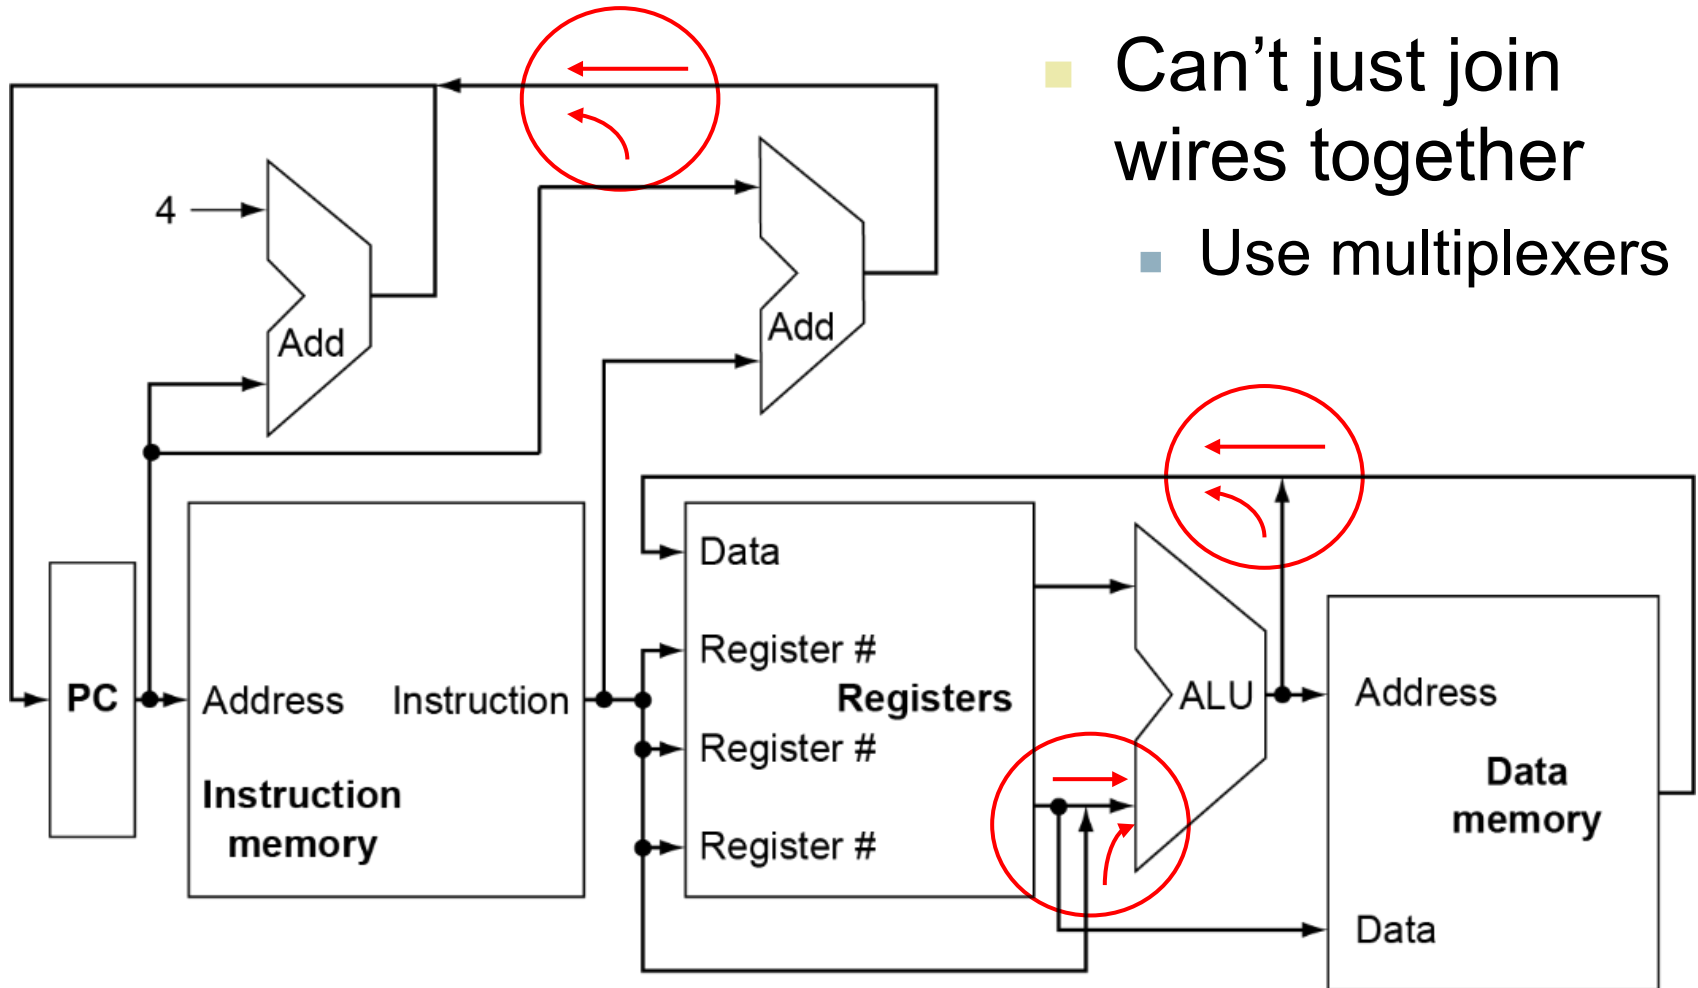 Can’t just join
wires together
Use multiplexers
4
Add
Add
Data
Register #
Registers
Register #
Register #
PC
Address
Instruction
Instruction
memory
ALU
Address
Data
memory
Data